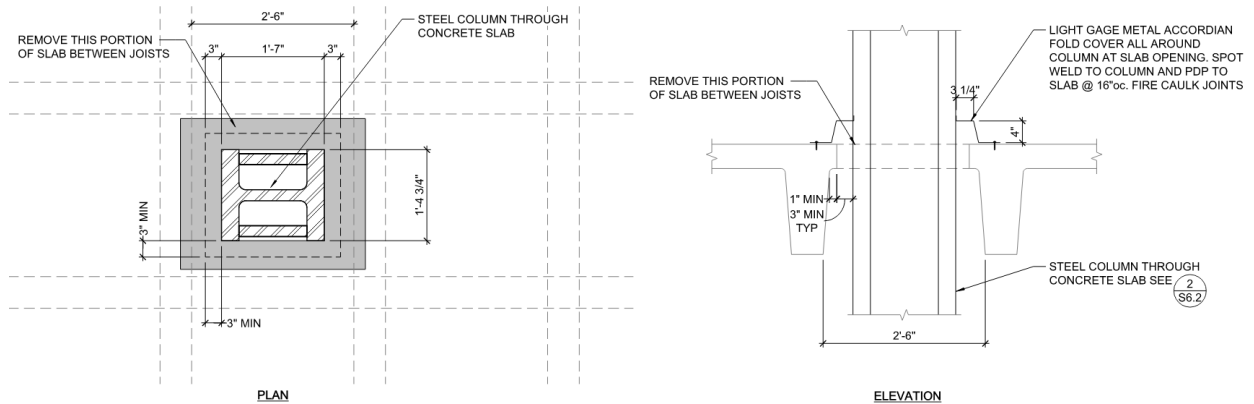 2'-6"
STEEL COLUMN THROUGH
CONCRETE SLAB
REMOVE THIS PORTION
OF SLAB BETWEEN JOISTS
3"
1'-7"
3"
1'-4 3/4"
3" MIN
3" MIN
PLAN
LIGHT GAGE METAL ACCORDIAN
FOLD COVER ALL AROUND
COLUMN AT SLAB OPENING. SPOT
WELD TO COLUMN AND PDP TO
SLAB @ 16"oc. FIRE CAULK JOINTS
REMOVE THIS PORTION
OF SLAB BETWEEN JOISTS
3 1/4"
4"
1" MIN
3" MIN
TYP
STEEL COLUMN THROUGH
CONCRETE SLAB SEE
2
S6.2
2'-6"
ELEVATION